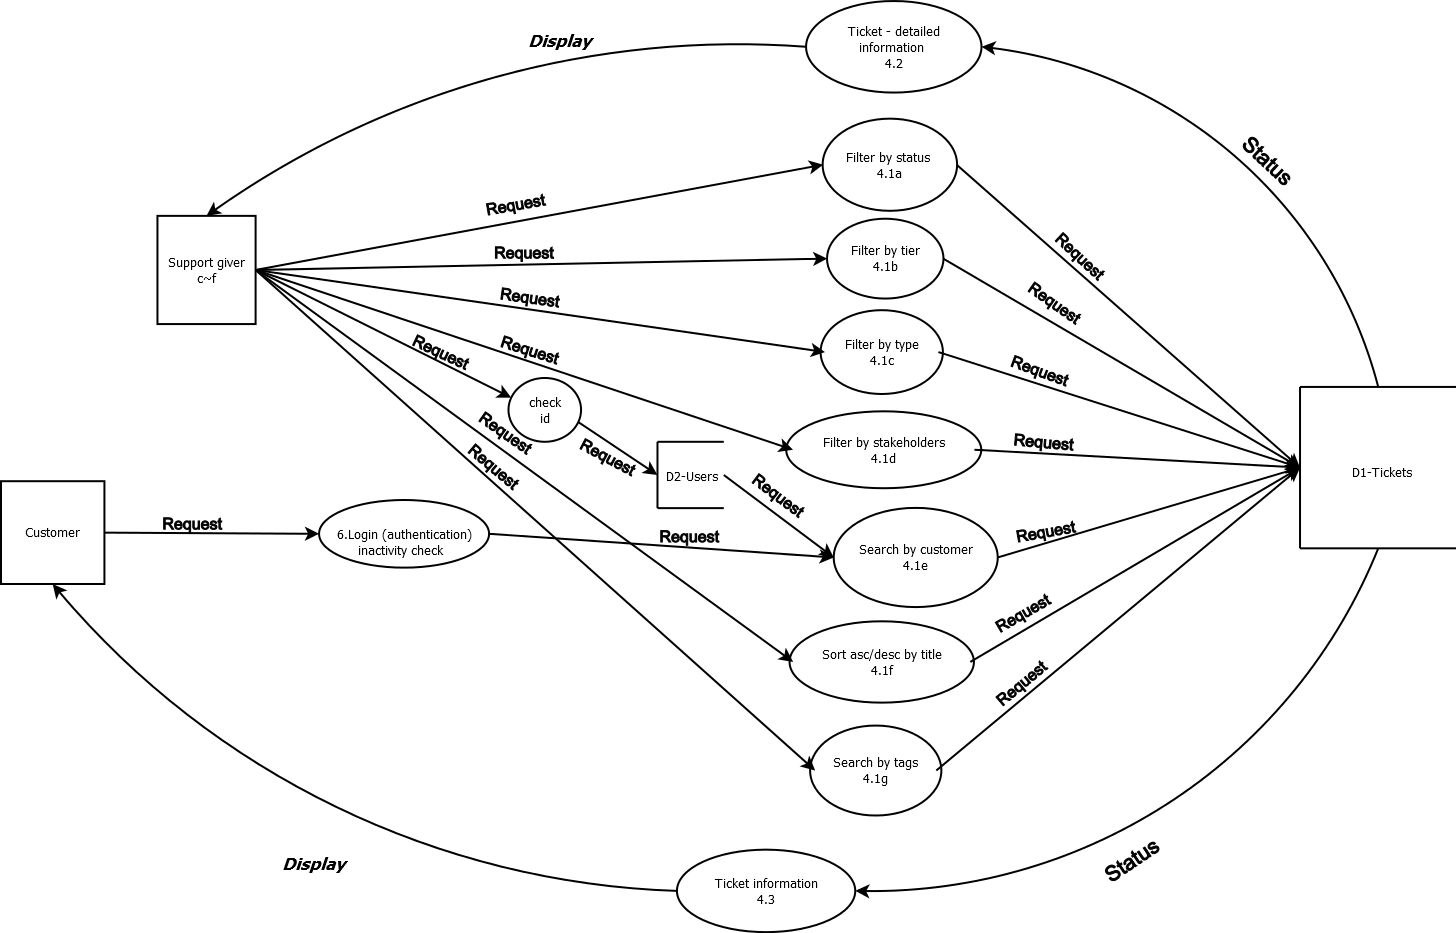 Ticket - detailed
information
4.2
Display
Status
Filter by status
4.1a
Request
Support giver
c~f
Request
Filter by tier
4.1b
Request
Request
Request
Filter by type
4.1c
Request
Request
Request
Request
check
id
Filter by stakeholders
4.1d
Request
D1-Tickets
Request
Request
Request
D2-Users
Request
Customer
Request
6.Login (authentication)
inactivity check
Request
Search by customer
4.1e
Request
Sort asc/desc by title
4.1f
Request
Search by tags
4.1g
Request
Display
Ticket information
4.3
Status